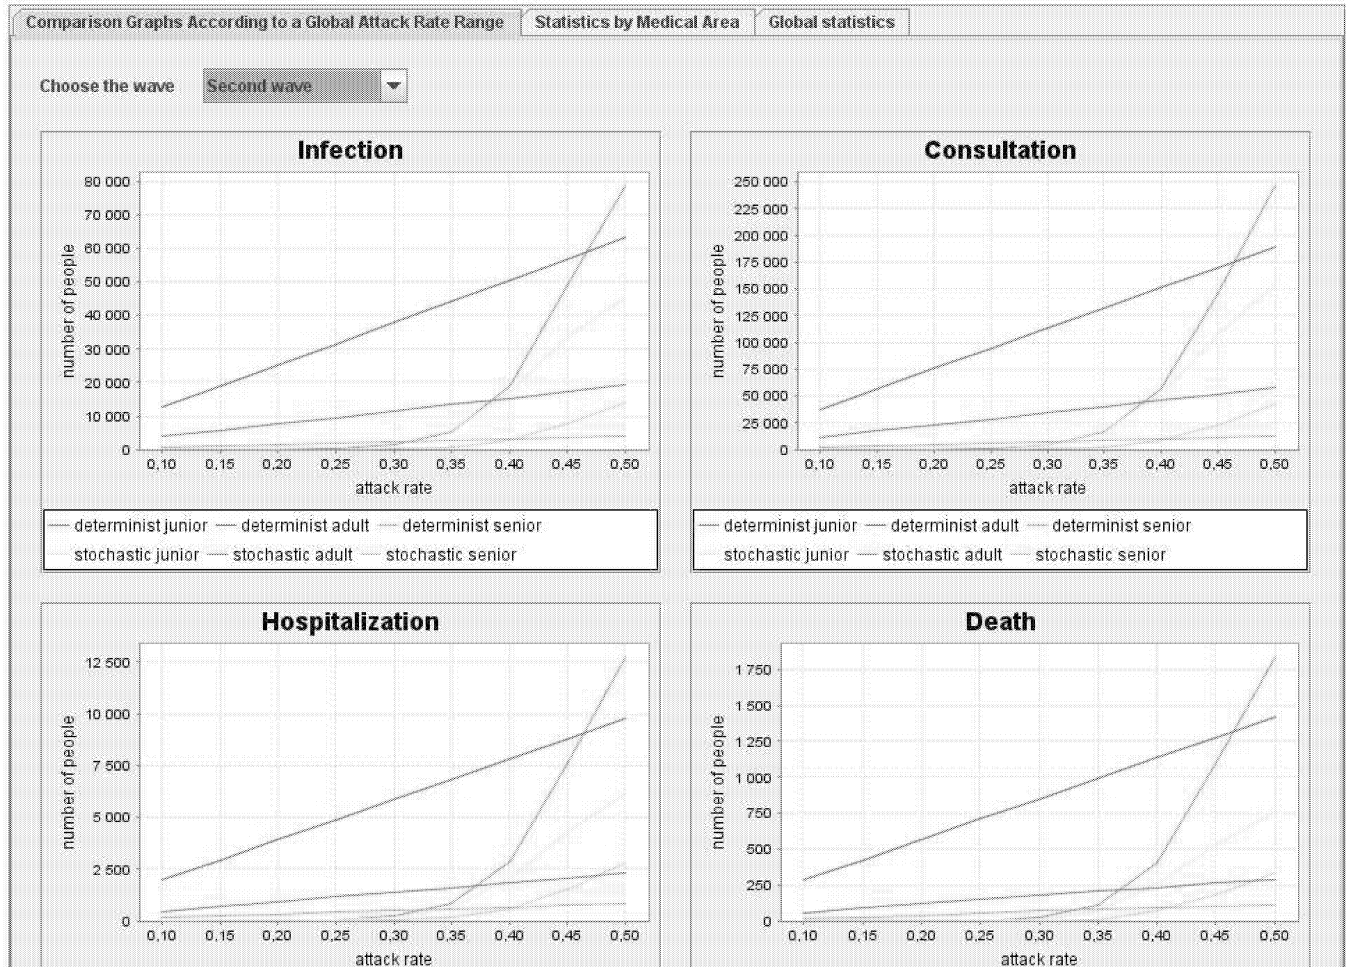 Comparison Graphs According to a Global Attack Rate Range Statistics by Medical Area Global statistics
Choose the wave Second wave
Infection
80 000
70 000
60 000
50 000
40 000
30 000
20 000
10 000
0
number of people
0,10 0,15 0,20 0,25 0,30 0,35 0,40 0,45 0,50
attack rate
determinist junior determinist adult determinist senior
stochastic junior stochastic adult stochastic senior
Consultation
250 000
225 000
200 000
175 000
150 000
125 000
100 000
75 000
50 000
25 000
0
number of people
0,10 0,15 0,20 0,25 0,30 0,35 0,40 0,45 0,50
attack rate
determinist junior determinist adult determinist senior
stochastic junior stochastic adult stochastic senior
Hospitalization
12 500
10 000
7 500
5 000
2 500
0
number of people
0,10 0,15 0,20 0,25 0,30 0,35 0,40 0,45 0,50
attack rate
Death
1 750
1 500
1 250
1 000
750
500
250
0
number of people
0,10 0,15 0,20 0,25 0,30 0,35 0,40 0,45 0,50
attack rate